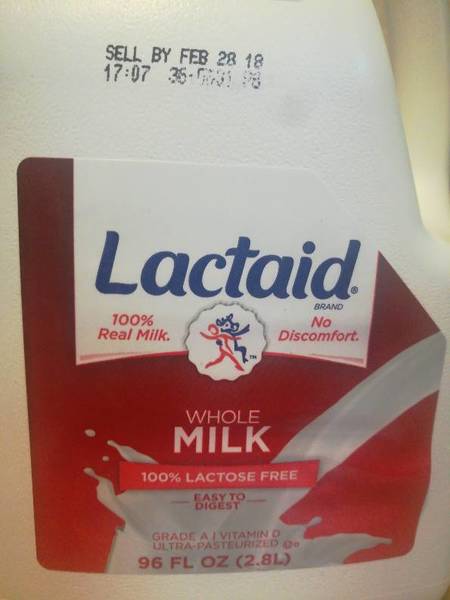 SELL BY FEB 28 18
17:07
Lactaid®
BRAND
100%
Real Milk.
No
Discomfort.
TM
WHOLE
MILK
100% LACTOSE FREE
EASY TO
DIGEST
GRADE A | VITAMIN D
ULTRA-PASTEURIZED
96 FL OZ (2.8L)